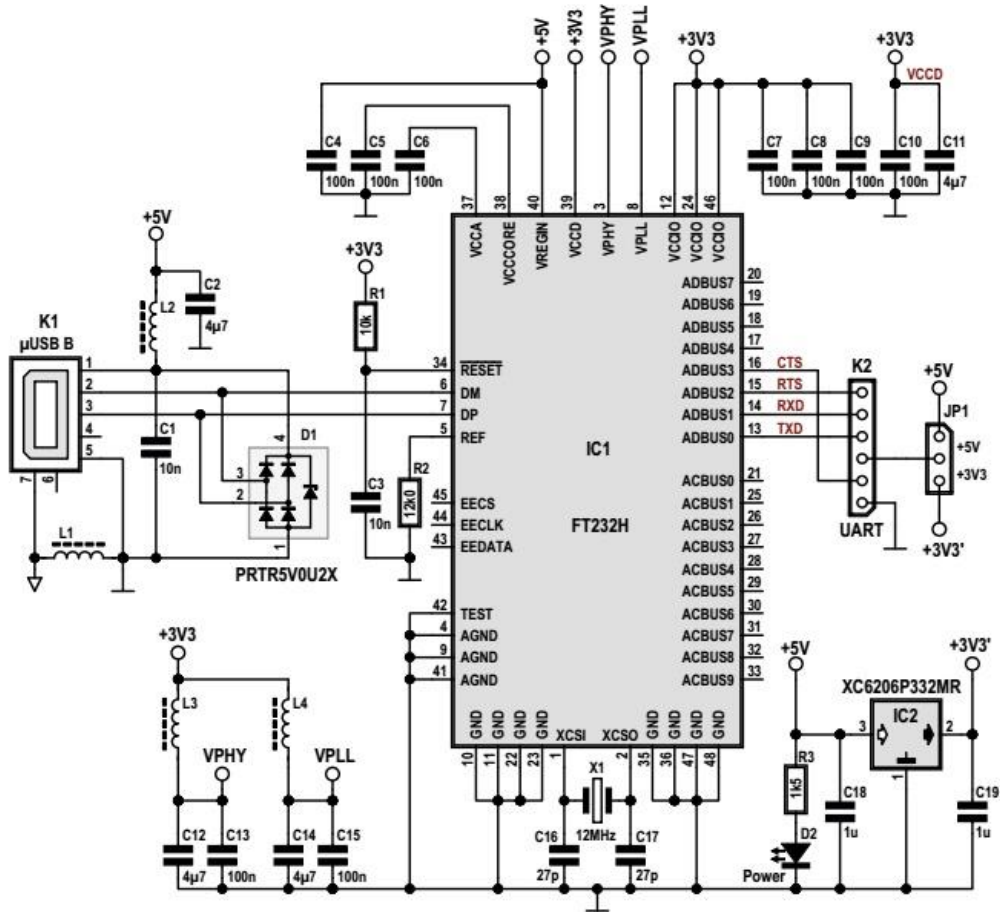 +5V
+3V3
VPHY
VPLL
+3V3
+3V3
VCCD
C4
100n
C5
100n
C6
100n
C7
100n
C8
100n
C9
100n
C10
100n
C11
4µ7
37
38
40
39
3
8
12
24
46
VCCA
VCCCORE
VREGIN
VCCD
VPHY
VPLL
VCCIO
VCCIO
VCCIO
+5V
L2
C2
4µ7
K1
µUSB B
1
2
3
4
5
7
6
C1
10n
L1
D1
4
3
2
1
PRTR5V0U2X
+3V3
R1
10k
C3
10n
R2
12k0
34
RESET
6
DM
7
DP
5
REF
45
EECS
44
EECLK
43
EEDATA
42
TEST
4
AGND
9
AGND
41
AGND
IC1
FT232H
ADBUS7
20
ADBUS6
19
ADBUS5
18
ADBUS4
17
ADBUS3
16
CTS
ADBUS2
15
RTS
ADBUS1
14
RXD
ADBUS0
13
TXD
ACBUS0
21
ACBUS1
25
ACBUS2
26
ACBUS3
27
ACBUS4
28
ACBUS5
29
ACBUS6
30
ACBUS7
31
ACBUS8
32
ACBUS9
33
K2
UART
+5V
JP1
+5V
+3V3
+3V3'
GND
GND
GND
GND
XCSI
XCSO
GND
GND
GND
GND
10
11
22
23
1
2
35
36
47
48
X1
12MHz
C16
27p
C17
27p
+3V3
L3
L4
VPHY
VPLL
C12
4µ7
C13
100n
C14
4µ7
C15
100n
+5V
+3V3'
XC6206P332MR
IC2
3
2
1
R3
1k5
D2
Power
C18
1u
C19
1u